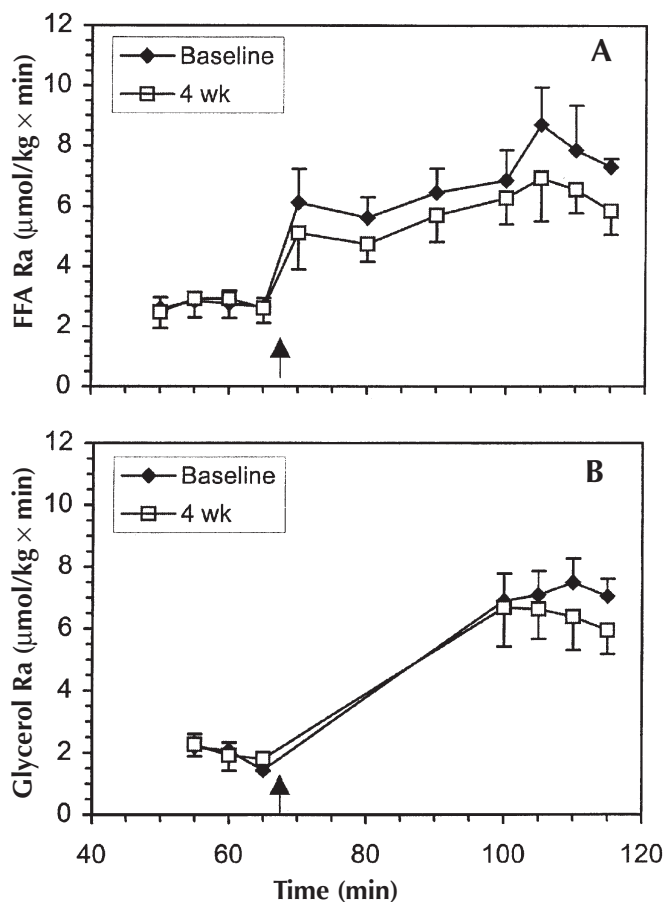 12
10
8
6
4
2
0
FFA Ra (µmol/kg × min)
Baseline
4 wk
A
12
10
8
6
4
2
0
Glycerol Ra (µmol/kg × min)
Baseline
4 wk
B
40 60 80 100 120
Time (min)